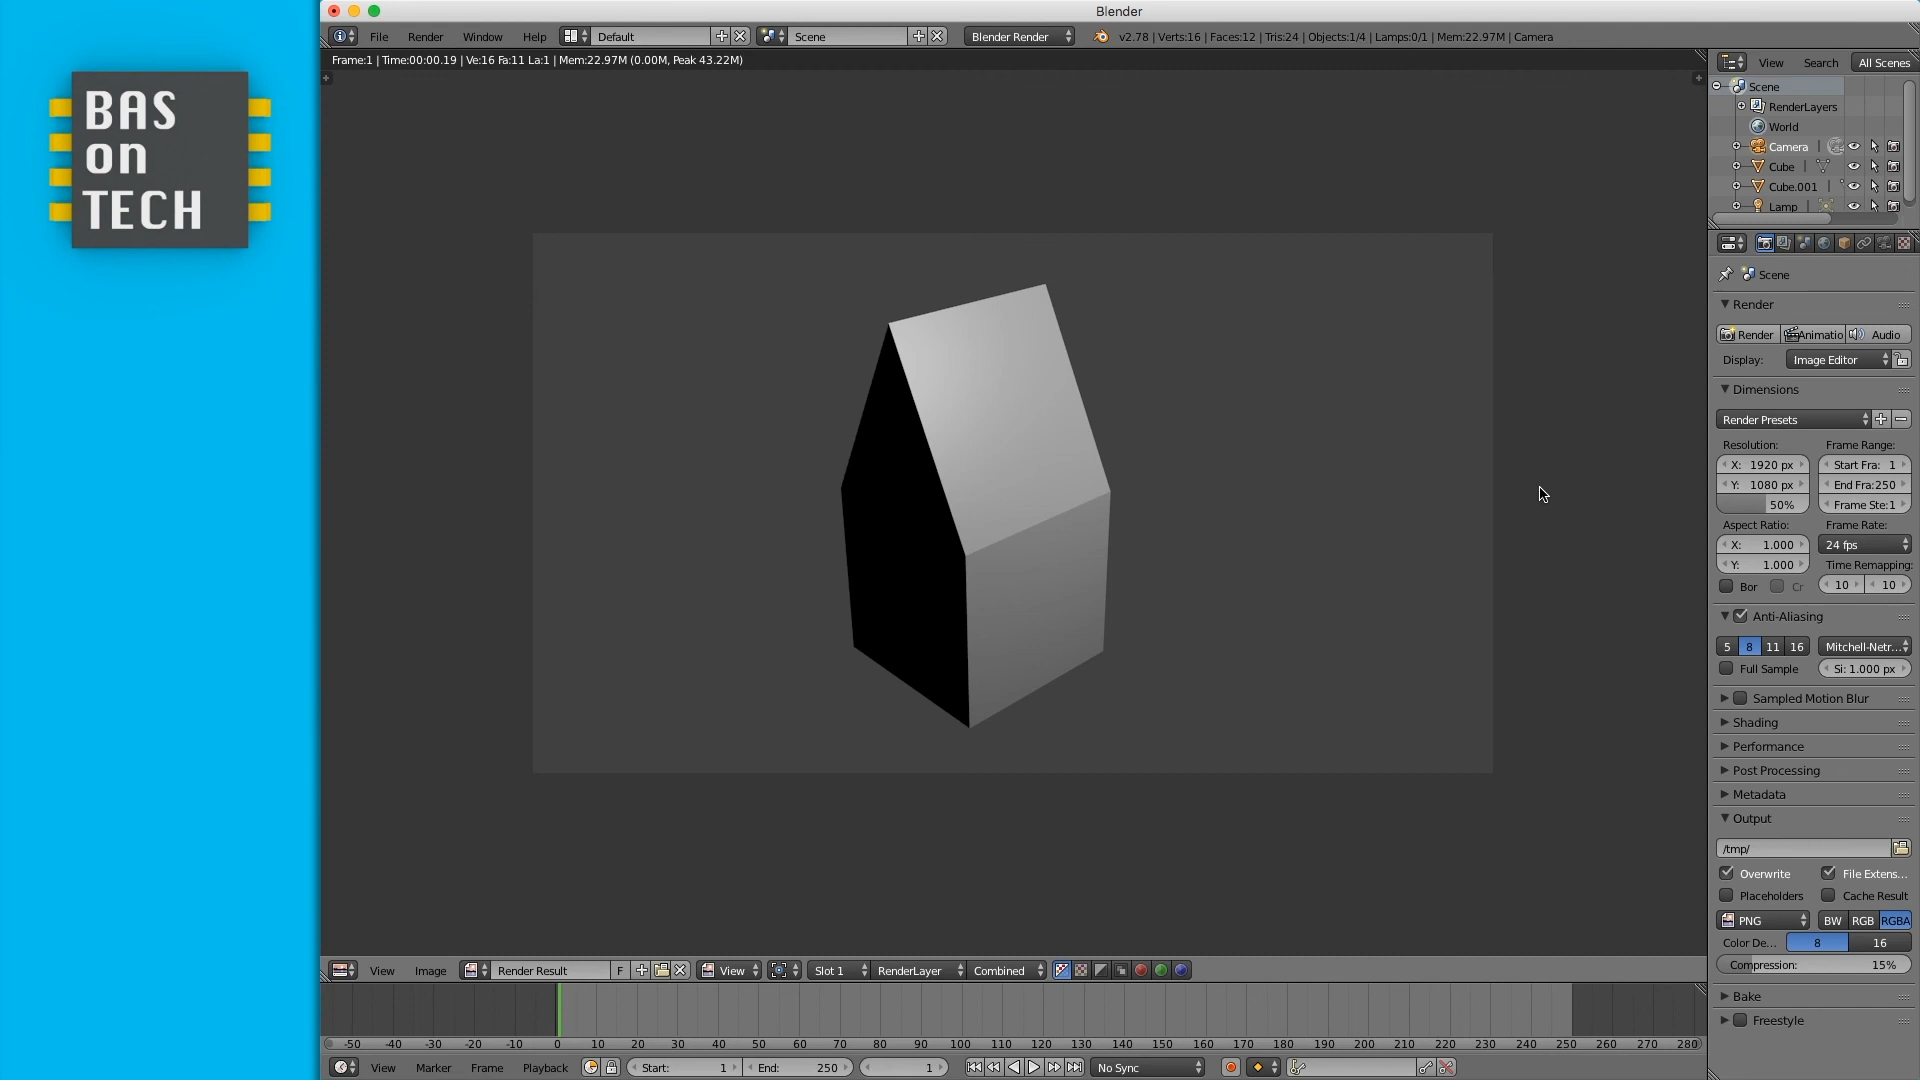 BAS
on
TECH
Blender
File Render Window Help Default Scene Blender Render v2.78 | Verts:16 | Faces:12 | Tris:24 | Objects:1/4 | Lamps:0/1 | Mem:22.97M | Camera
Frame:1 | Time:00:00.19 | Ve:16 Fa:11 La:1 | Mem:22.97M (0.00M, Peak 43.22M)
View Search All Scenes
Scene
RenderLayers
World
Camera
Cube
Cube.001
Lamp
Scene
Render
Render Animatio Audio
Display: Image Editor
Dimensions
Render Presets
Resolution: Frame Range:
X: 1920 px Start Fra: 1
Y: 1080 px End Fra:250
50% Frame Ste:1
Aspect Ratio: Frame Rate:
X: 1.000 24 fps
Y: 1.000 Time Remapping:
Bor Cr 10 10
Anti-Aliasing
5 8 11 16 Mitchell-Netr...
Full Sample Si: 1.000 px
Sampled Motion Blur
Shading
Performance
Post Processing
Metadata
Output
/tmp/
Overwrite File Extens...
Placeholders Cache Result
PNG BW RGB RGBA
Color De... 8 16
Compression: 15%
Bake
Freestyle
View Image Render Result F View Slot 1 RenderLayer Combined
-50 -40 -30 -20 -10 0 10 20 30 40 50 60 70 80 90 100 110 120 130 140 150 160 170 180 190 200 210 220 230 240 250 260 270 280
View Marker Frame Playback Start: 1 End: 250 1 No Sync